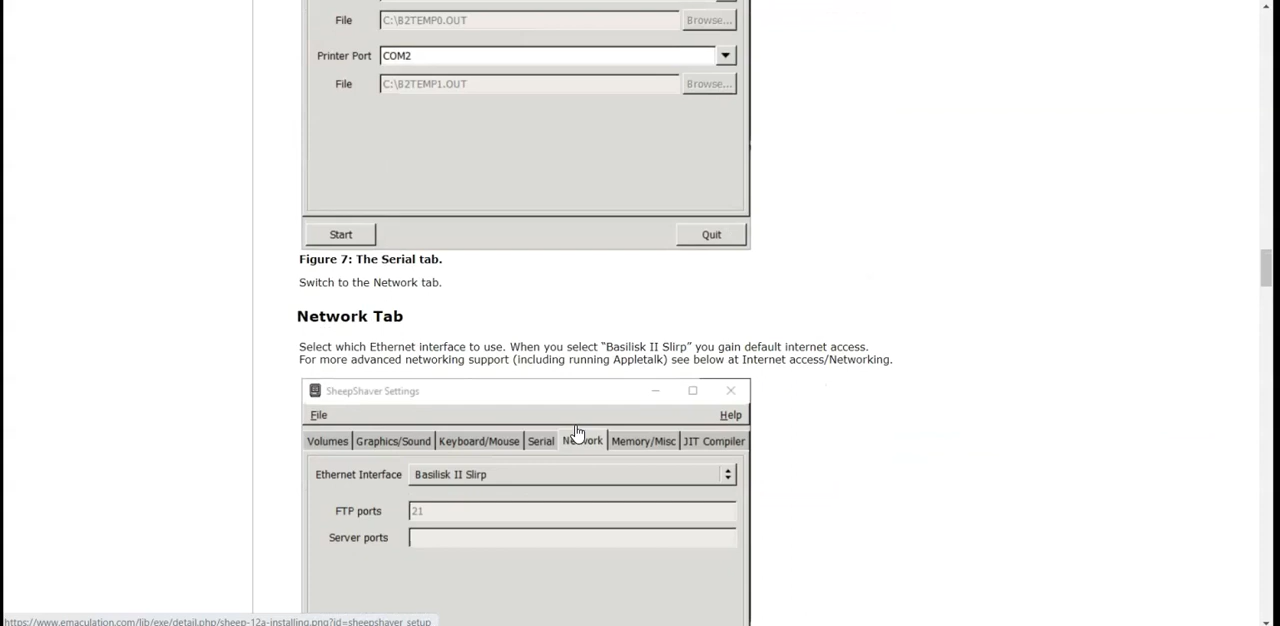 File C:\B2TEMP0.OUT Browse...
Printer Port COM2
File C:\B2TEMP1.OUT Browse...
Start Quit
Figure 7: The Serial tab.
Switch to the Network tab.
Network Tab
Select which Ethernet interface to use. When you select "Basilisk II Slirp" you gain default internet access.
For more advanced networking support (including running Appletalk) see below at Internet access/Networking.
SheepShaver Settings
File Help
Volumes Graphics/Sound Keyboard/Mouse Serial Network Memory/Misc JIT Compiler
Ethernet Interface Basilisk II Slirp
FTP ports 21
Server ports
https://www.emaculation.com/lib/exe/detail.php/sheep-12a-installing.png?id=sheepshaver_setup